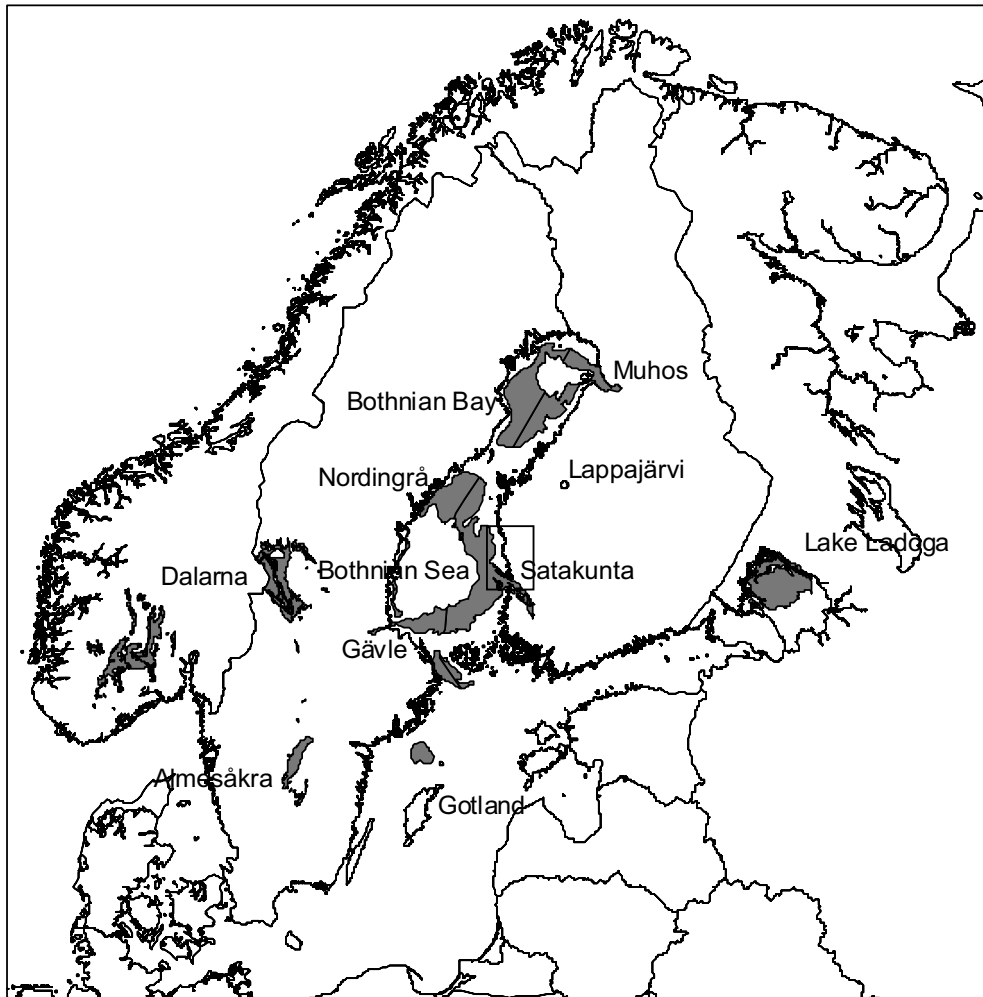 Muhos
Bothnian Bay
Lappajärvi
Nordingrå
Lake Ladoga
Dalarna
Bothnian Sea
Satakunta
Gävle
Almesåkra
Gotland